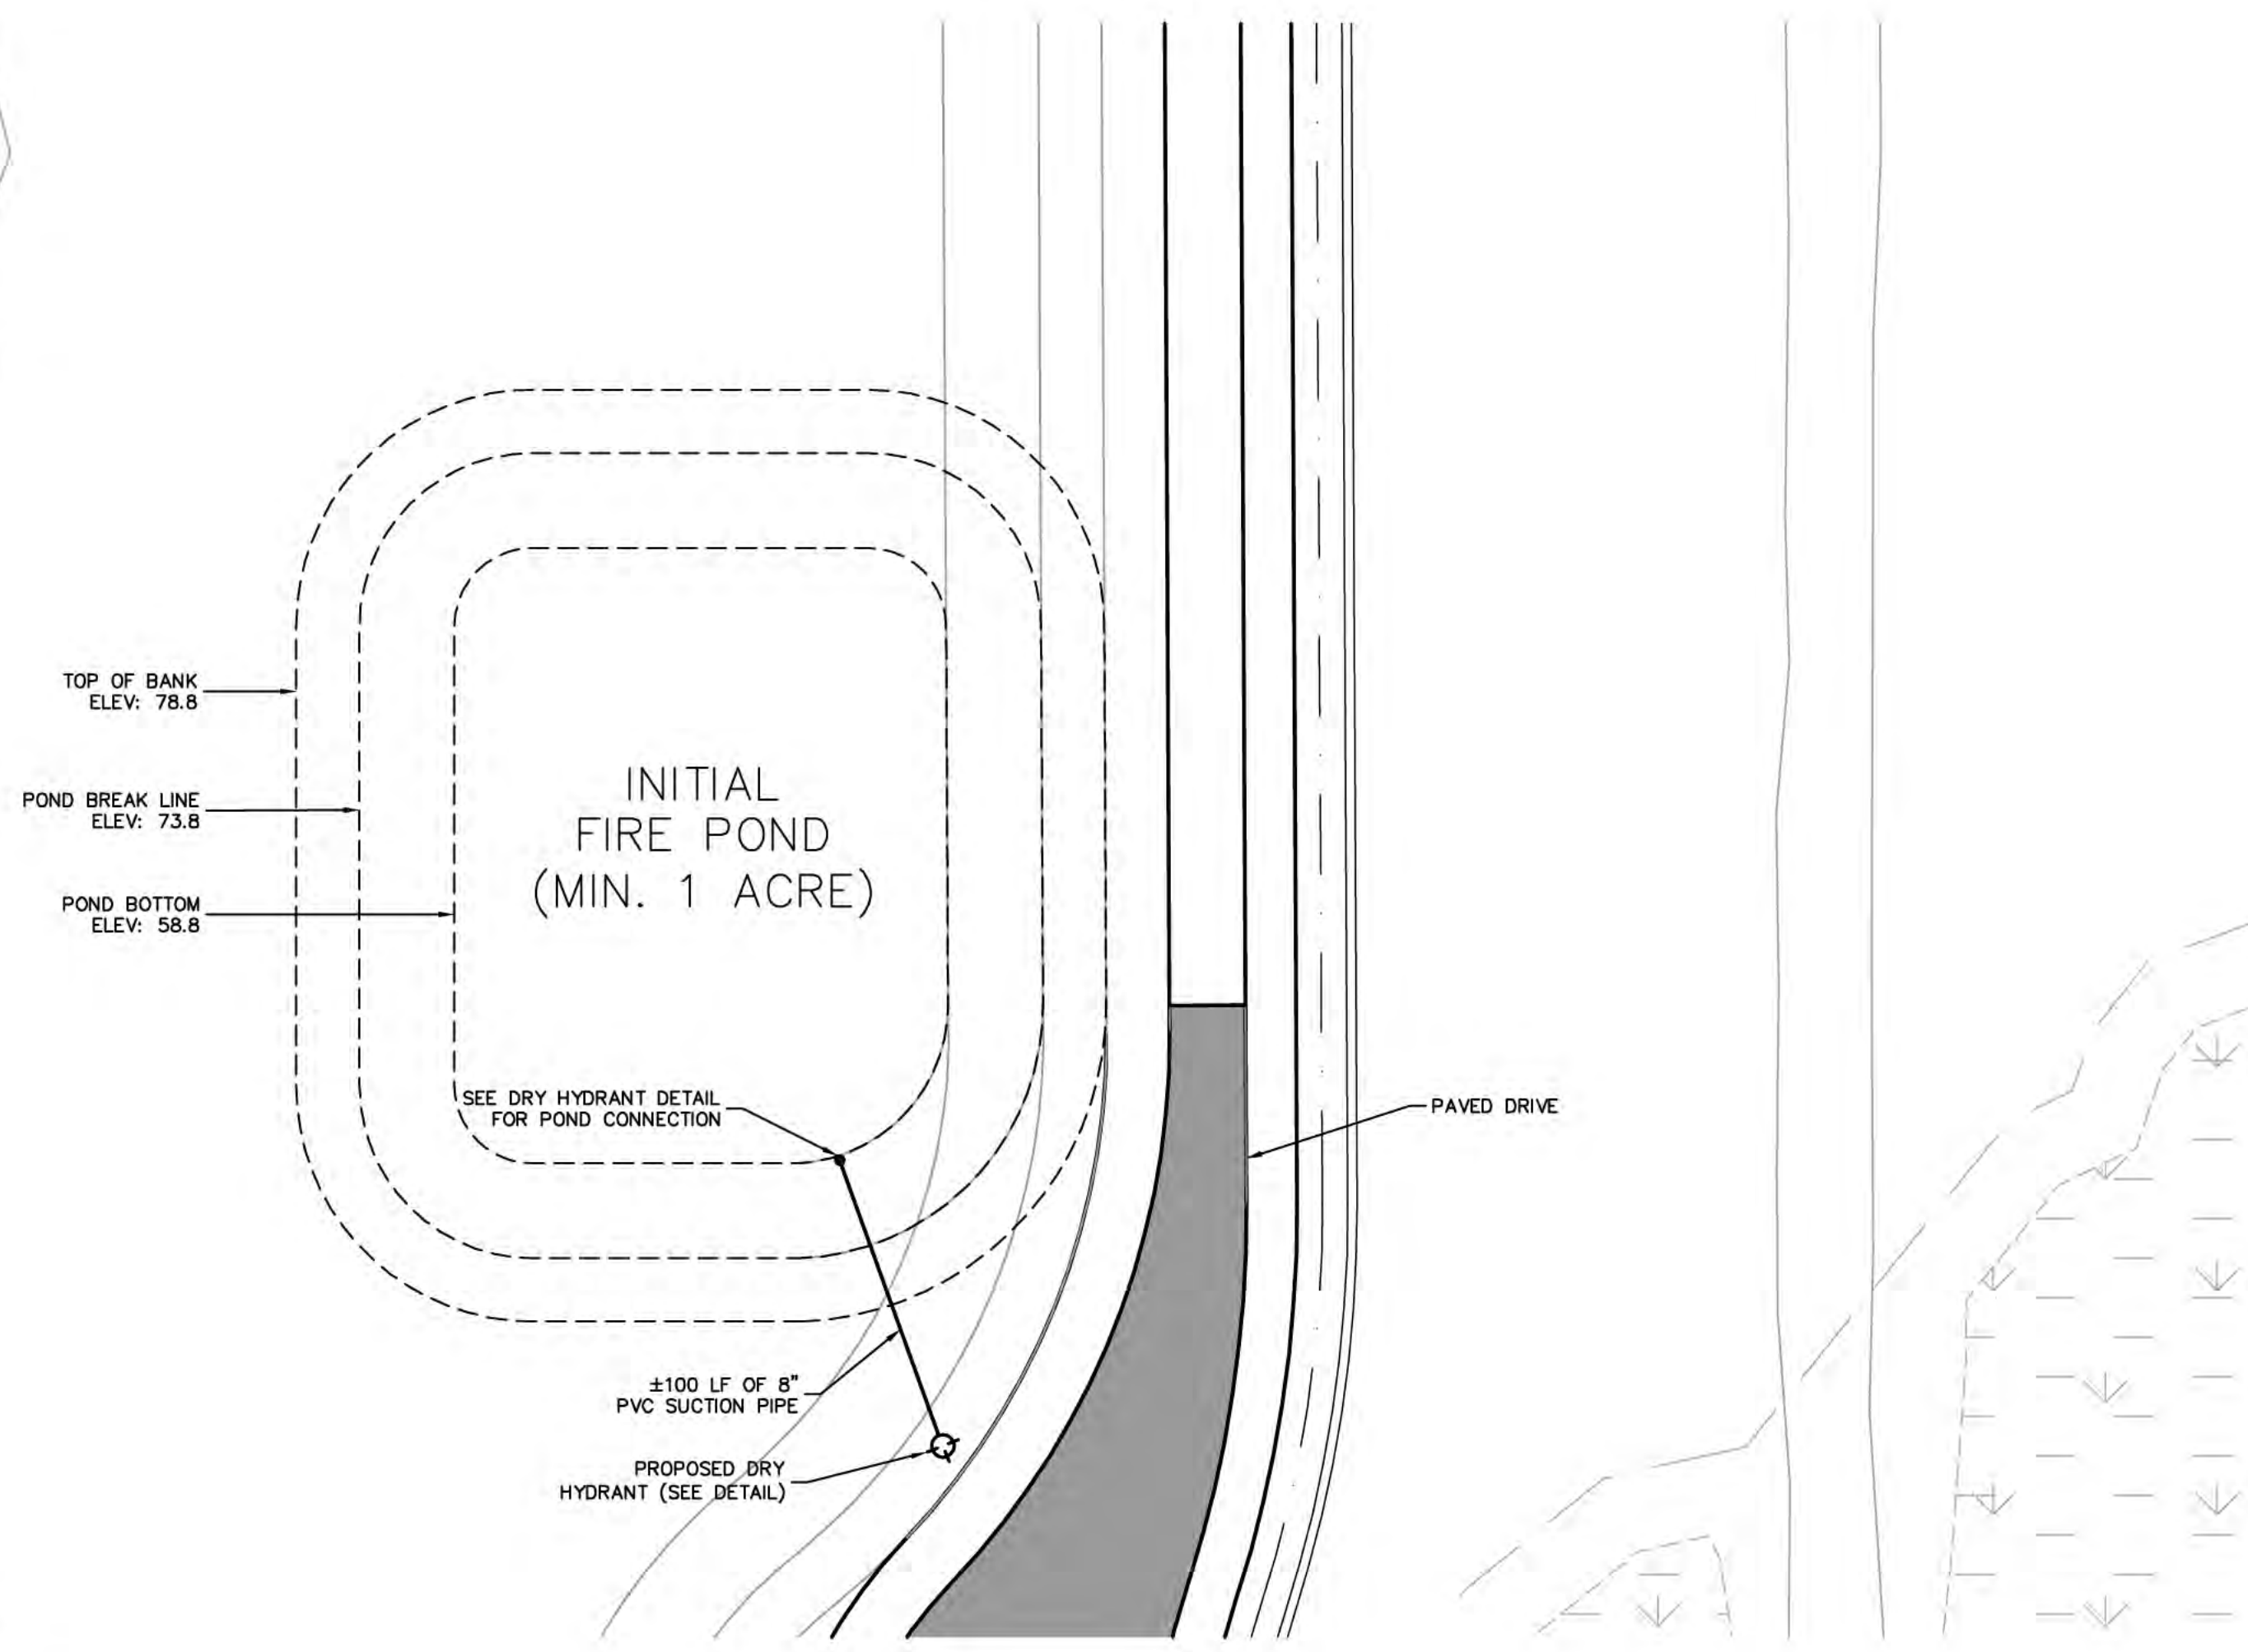 TOP OF BANK
ELEV: 78.8
POND BREAK LINE
ELEV: 73.8
POND BOTTOM
ELEV: 58.8
INITIAL
FIRE POND
(MIN. 1 ACRE)
SEE DRY HYDRANT DETAIL
FOR POND CONNECTION
PAVED DRIVE
±100 LF OF 8"
PVC SUCTION PIPE
PROPOSED DRY
HYDRANT (SEE DETAIL)